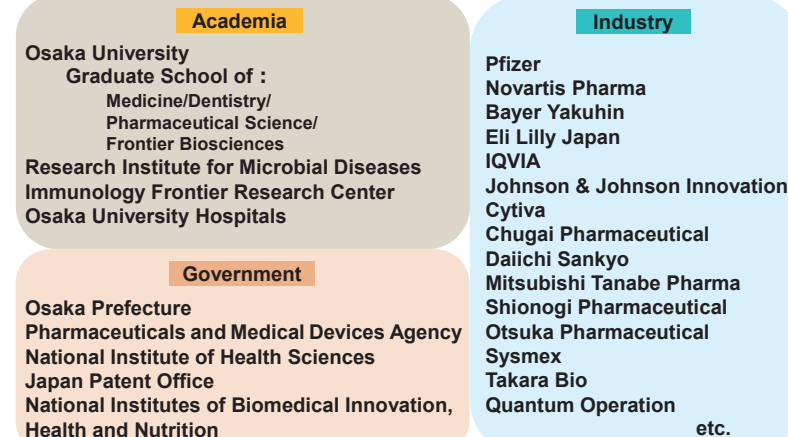 Academia
Osaka University
Graduate School of :
Medicine/Dentistry/
Pharmaceutical Science/
Frontier Biosciences
Research Institute for Microbial Diseases
Immunology Frontier Research Center
Osaka University Hospitals
Government
Osaka Prefecture
Pharmaceuticals and Medical Devices Agency
National Institute of Health Sciences
Japan Patent Office
National Institutes of Biomedical Innovation,
Health and Nutrition
Industry
Pfizer
Novartis Pharma
Bayer Yakuhin
Eli Lilly Japan
IQVIA
Johnson & Johnson Innovation
Cytiva
Chugai Pharmaceutical
Daiichi Sankyo
Mitsubishi Tanabe Pharma
Shionogi Pharmaceutical
Otsuka Pharmaceutical
Sysmex
Takara Bio
Quantum Operation
etc.